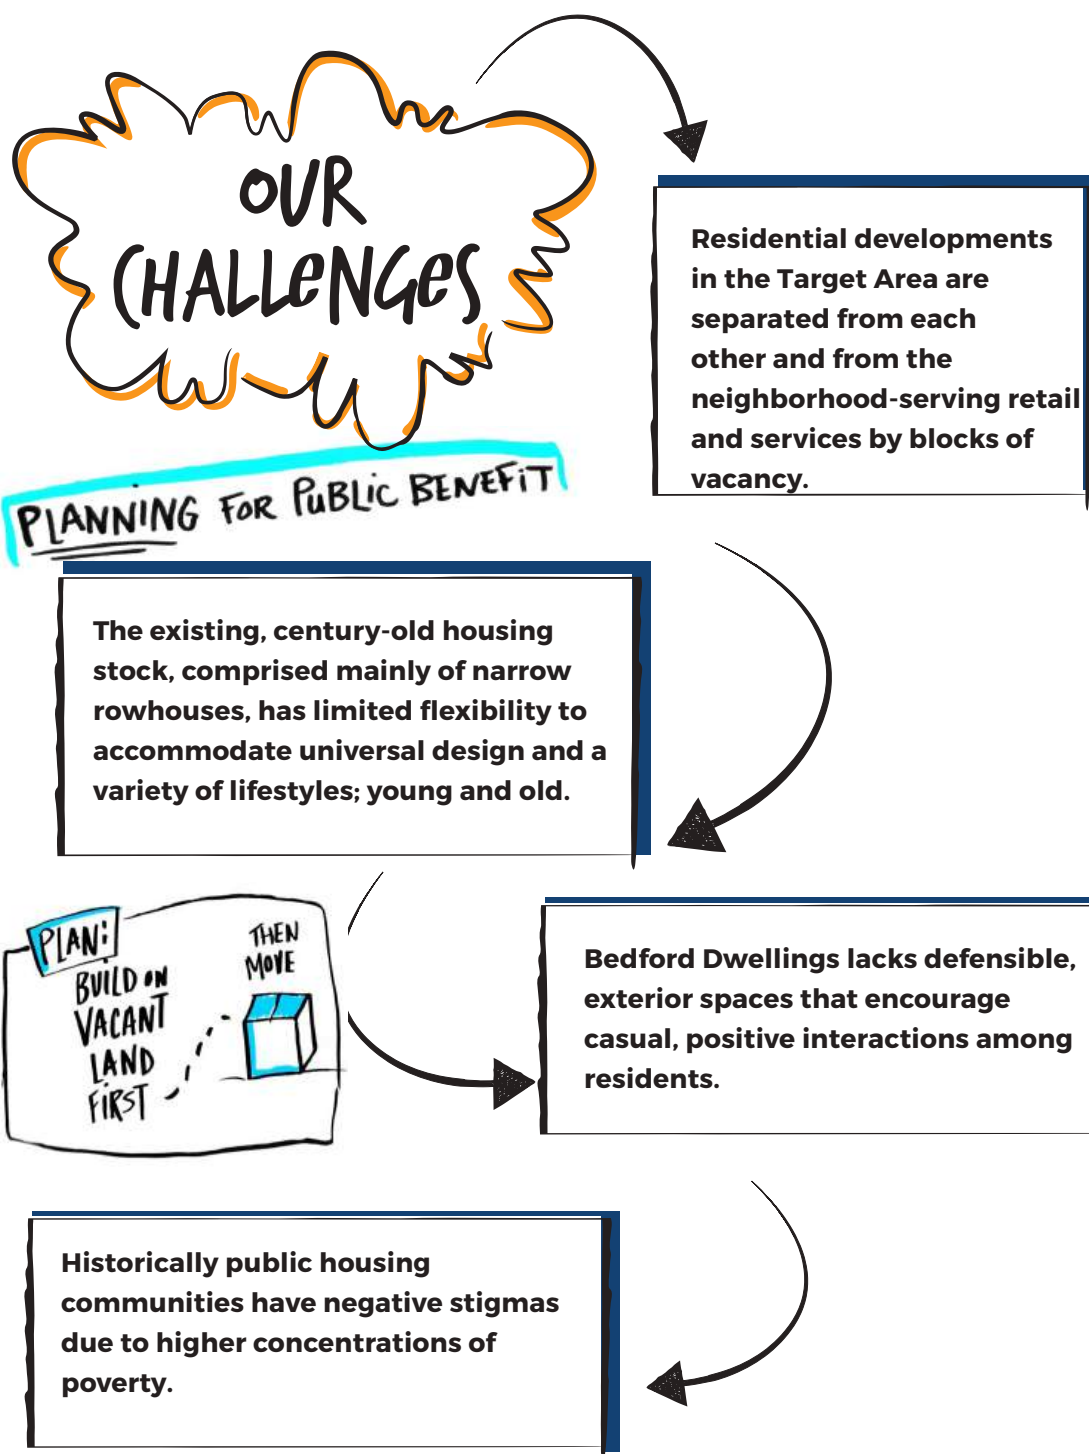 OUR
CHALLENGES
Residential developments
in the Target Area are
separated from each
other and from the
neighborhood-serving retail
and services by blocks of
vacancy.
PLANNING FOR PUBLIC BENEFIT
The existing, century-old housing
stock, comprised mainly of narrow
rowhouses, has limited flexibility to
accommodate universal design and a
variety of lifestyles; young and old.
PLAN:
BUILD ON
VACANT
LAND
FIRST
THEN
MOVE
Bedford Dwellings lacks defensible,
exterior spaces that encourage
casual, positive interactions among
residents.
Historically public housing
communities have negative stigmas
due to higher concentrations of
poverty.